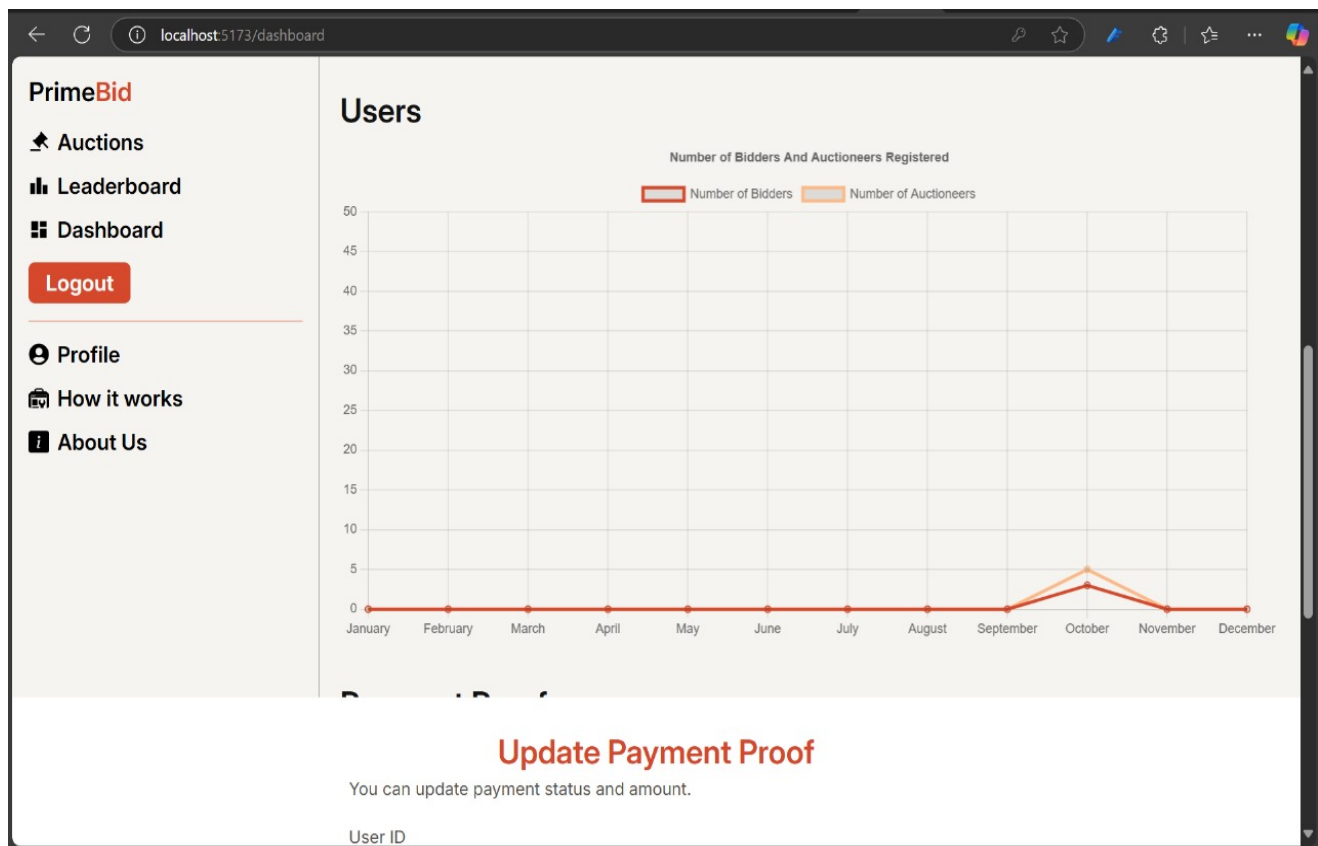 localhost:5173/dashboard
PrimeBid
Auctions
Leaderboard
Dashboard
Logout
Profile
How it works
About Us
Users
Number of Bidders And Auctioneers Registered
Number of Bidders Number of Auctioneers
50
45
40
35
30
25
20
15
10
5
0
January February March April May June July August September October November December
Update Payment Proof
You can update payment status and amount.
User ID